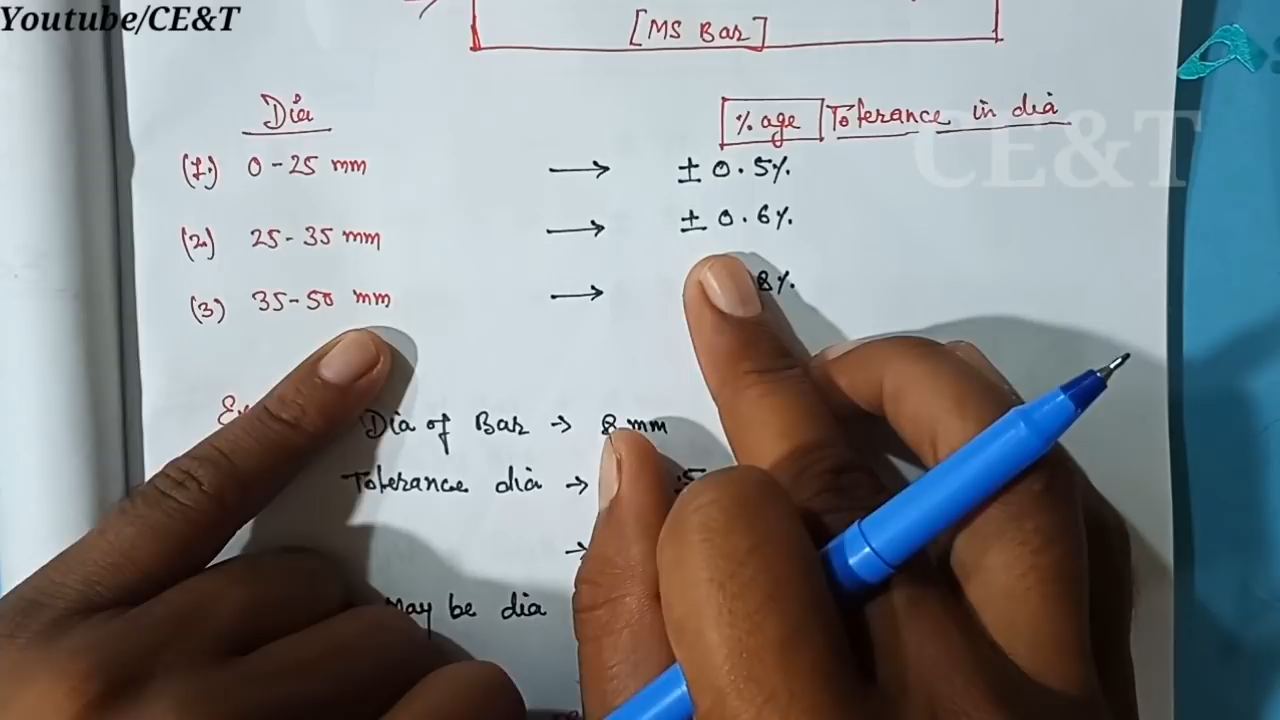 Youtube/CE&T
[MS Bar]
Dia
%age Tolerance in dia
CE&T
(1.) 0-25 mm → ± 0.5%
(2.) 25-35 mm → ± 0.6%
(3) 35-50 mm → 8%
Dia of Bar → 8 mm
Tolerance dia →
→
May be dia